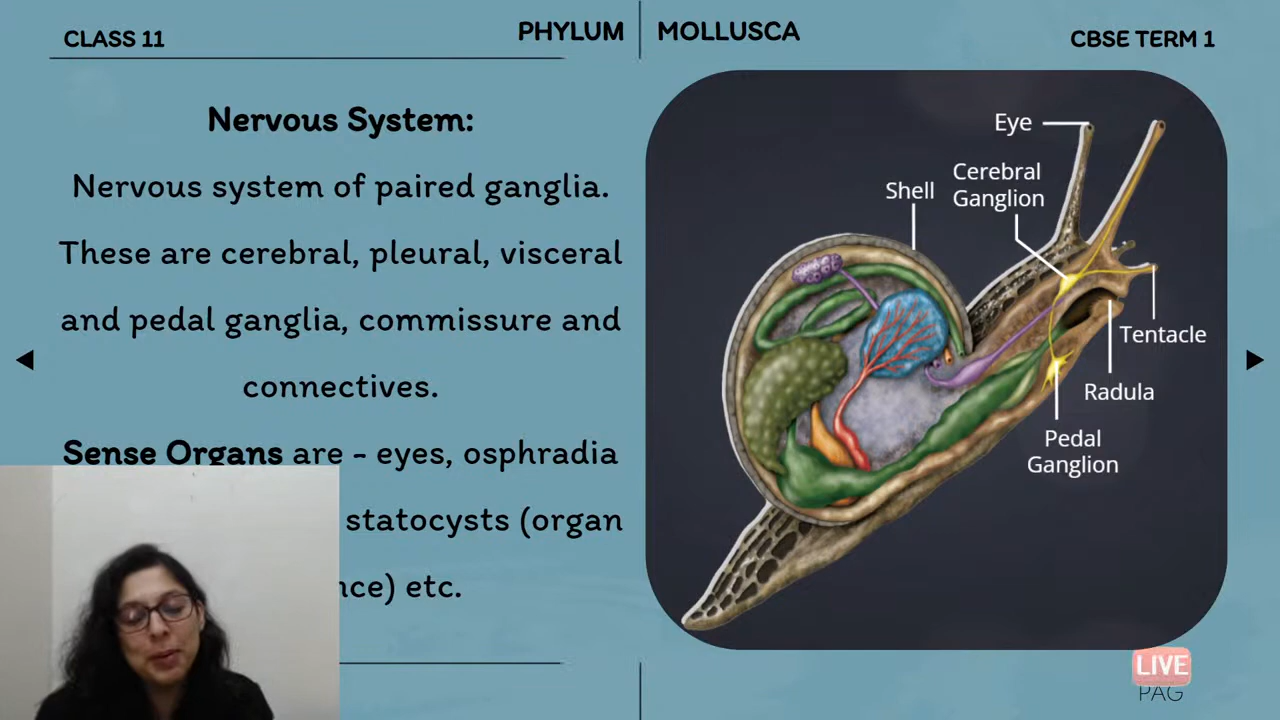 CLASS 11
PHYLUM MOLLUSCA
CBSE TERM 1
Nervous System:
Nervous system of paired ganglia.
These are cerebral, pleural, visceral
and pedal ganglia, commissure and
connectives.
Sense Organs are - eyes, osphradia
statocysts (organ
etc.
Eye
Cerebral
Ganglion
Shell
Tentacle
Radula
Pedal
Ganglion
LIVE
PAG